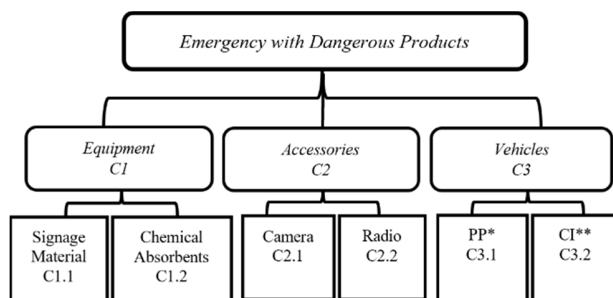 Emergency with Dangerous Products
Equipment
C1
Accessories
C2
Vehicles
C3
Signage
Material
C1.1
Chemical
Absorbents
C1.2
Camera
C2.1
Radio
C2.2
PP*
C3.1
CI**
C3.2